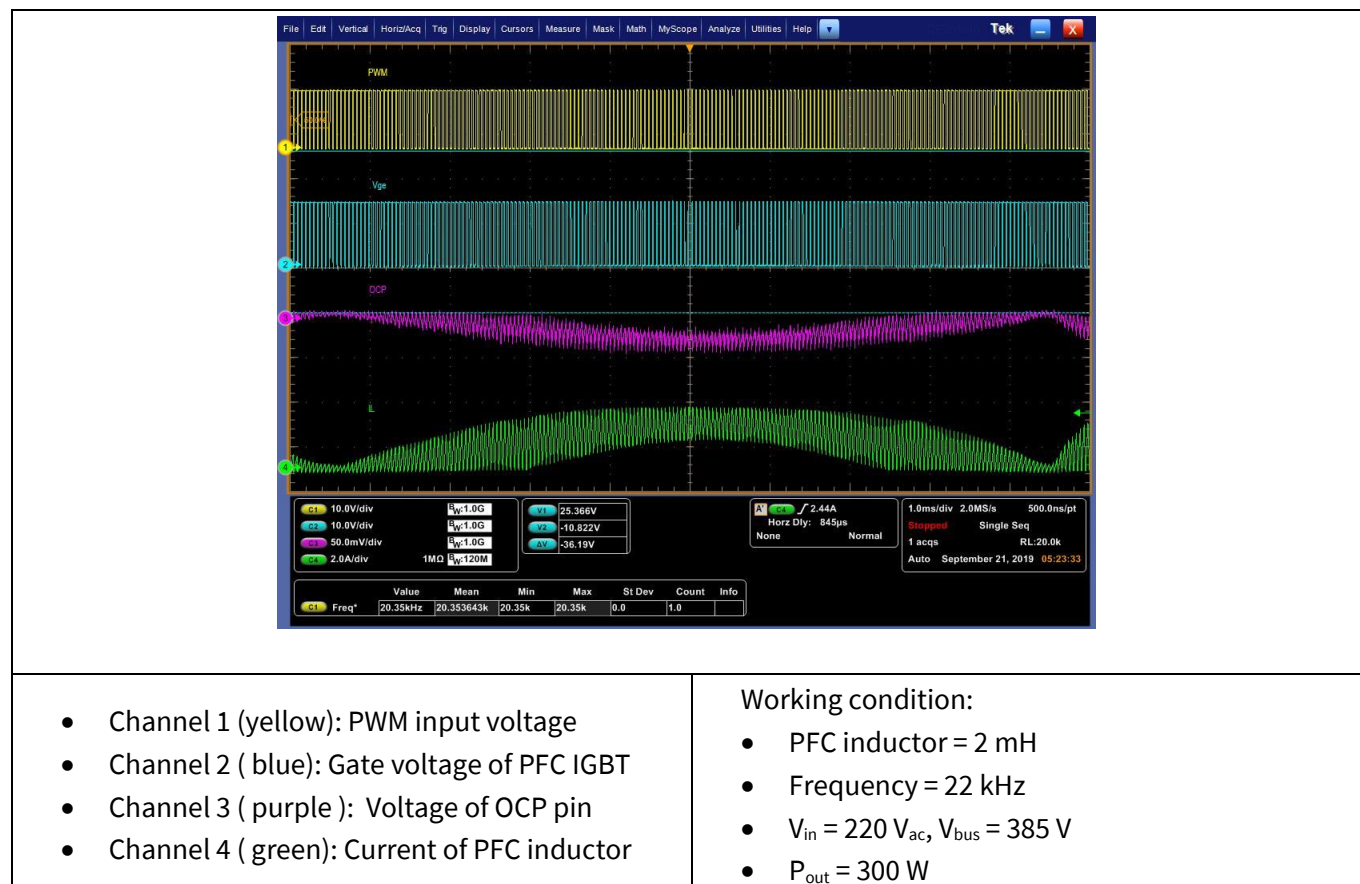 File Edit Vertical Horiz/Acq Trig Display Cursors Measure Mask Math MyScope Analyze Utilities Help Tek X
PWM
1
Vge
2
OCP
3
IL
4
C1 10.0V/div BW:1.0G
C2 10.0V/div BW:1.0G
C3 50.0mV/div BW:1.0G
C4 2.0A/div 1MΩ BW:120M
V1 25.366V
V2 -10.822V
ΔV -36.19V
A' C4 2.44A
Horz Dly: 845µs
None Normal
1.0ms/div 2.0MS/s 500.0ns/pt
Stopped Single Seq
1 acqs RL:20.0k
Auto September 21, 2019 05:23:33
Value Mean Min Max St Dev Count Info
C1 Freq* 20.35kHz 20.353643k 20.35k 20.35k 0.0 1.0
• Channel 1 (yellow): PWM input voltage
• Channel 2 ( blue): Gate voltage of PFC IGBT
• Channel 3 ( purple ): Voltage of OCP pin
• Channel 4 ( green): Current of PFC inductor
Working condition:
• PFC inductor = 2 mH
• Frequency = 22 kHz
• Vin = 220 Vac, Vbus = 385 V
• Pout = 300 W